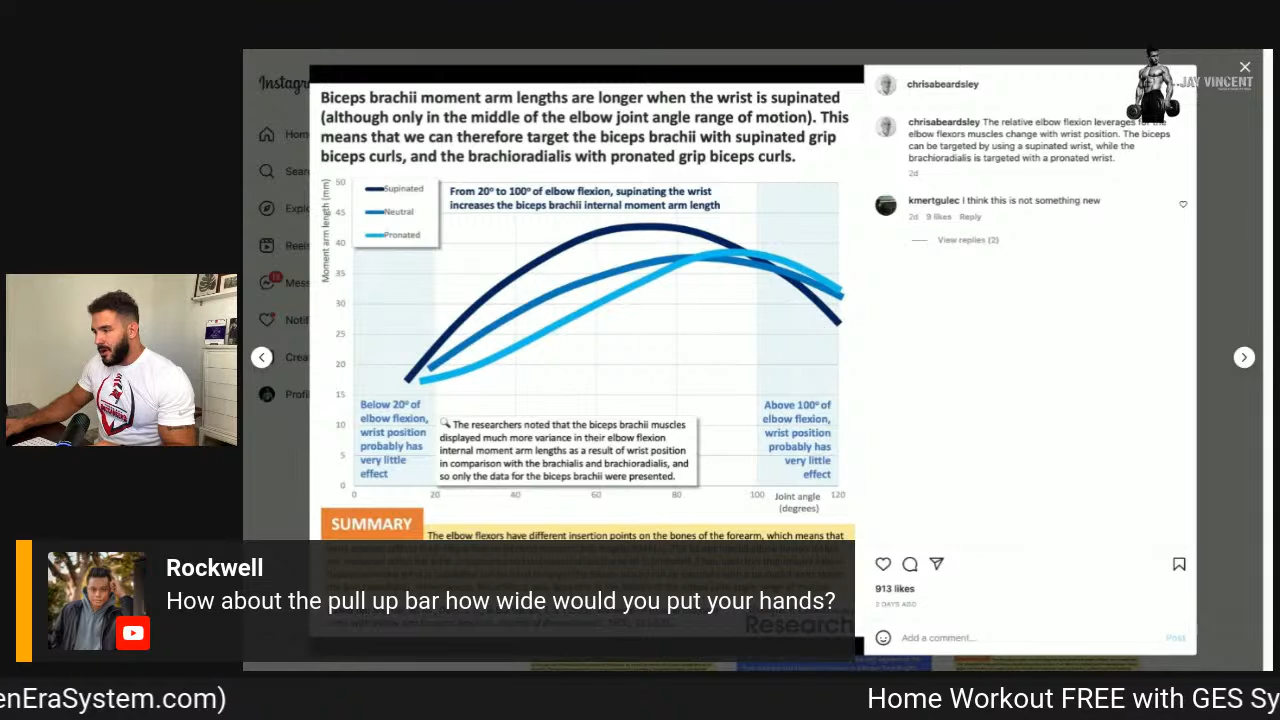 Instagr
Hom
Sear
Explo
Reels
Mess
Notif
Crea
Profi
Biceps brachii moment arm lengths are longer when the wrist is supinated
(although only in the middle of the elbow joint angle range of motion). This
means that we can therefore target the biceps brachii with supinated grip
biceps curls, and the brachioradialis with pronated grip biceps curls.
Moment arm length (mm)
50
45
40
35
30
25
20
15
10
5
0
Supinated
Neutral
Pronated
From 20° to 100° of elbow flexion, supinating the wrist
increases the biceps brachii internal moment arm length
Below 20° of
elbow flexion,
wrist position
probably has
very little
effect
The researchers noted that the biceps brachii muscles
displayed much more variance in their elbow flexion
internal moment arm lengths as a result of wrist position
in comparison with the brachialis and brachioradialis, and
so only the data for the biceps brachii were presented.
Above 100° of
elbow flexion,
wrist position
probably has
very little
effect
0 20 40 60 80 100 120
Joint angle
(degrees)
SUMMARY
The elbow flexors have different insertion points on the bones of the forearm, which means that
Research
JAY VINCENT
chrisabeardsley
chrisabeardsley The relative elbow flexion leverages for the
elbow flexors muscles change with wrist position. The biceps
can be targeted by using a supinated wrist, while the
brachioradialis is targeted with a pronated wrist.
2d
kmertgulec I think this is not something new
2d 9 likes Reply
View replies (2)
913 likes
2 DAYS AGO
Add a comment...
Post
Rockwell
How about the pull up bar how wide would you put your hands?
enEraSystem.com)
Home Workout FREE with GES Sy